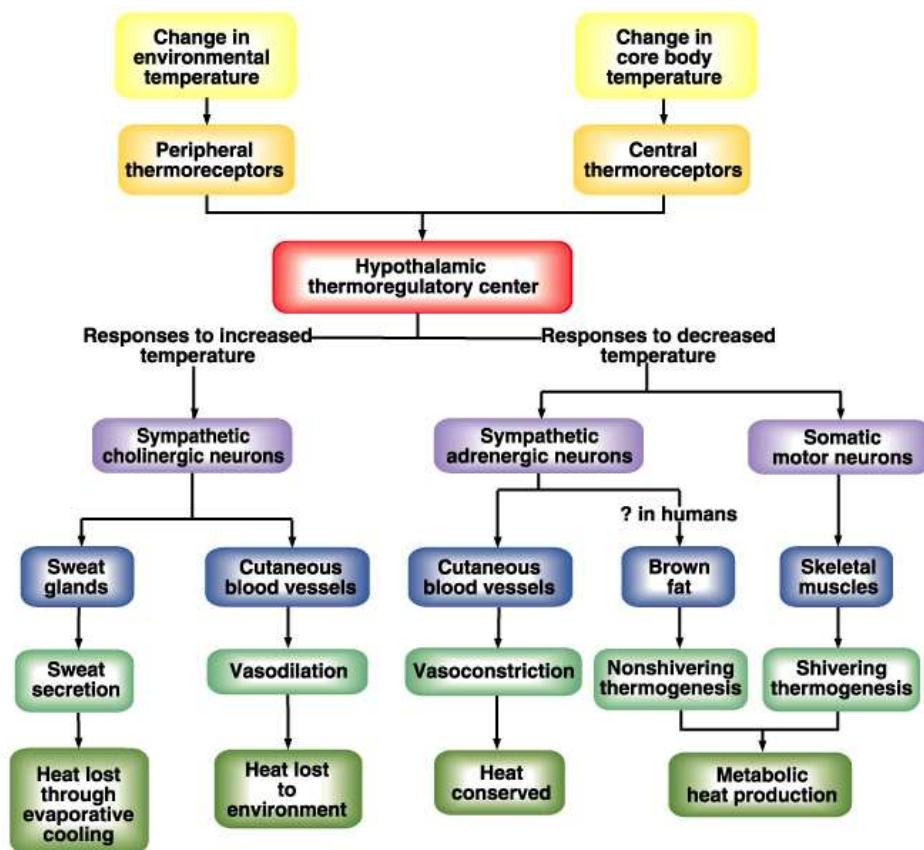 Change in
environmental
temperature
Change in
core body
temperature
Peripheral
thermoreceptors
Central
thermoreceptors
Hypothalamic
thermoregulatory center
Responses to increased
temperature
Responses to decreased
temperature
Sympathetic
cholinergic neurons
Sympathetic
adrenergic neurons
Somatic
motor neurons
? in humans
Sweat
glands
Cutaneous
blood vessels
Cutaneous
blood vessels
Brown
fat
Skeletal
muscles
Sweat
secretion
Vasodilation
Vasoconstriction
Nonshivering
thermogenesis
Shivering
thermogenesis
Heat lost
through
evaporative
cooling
Heat lost
to
environment
Heat
conserved
Metabolic
heat production